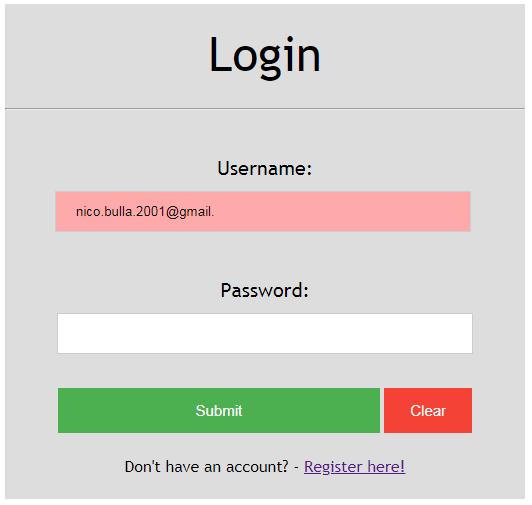 Login
Username:
nico.bulla.2001@gmail.
Password:
Submit Clear
Don't have an account? - Register here!